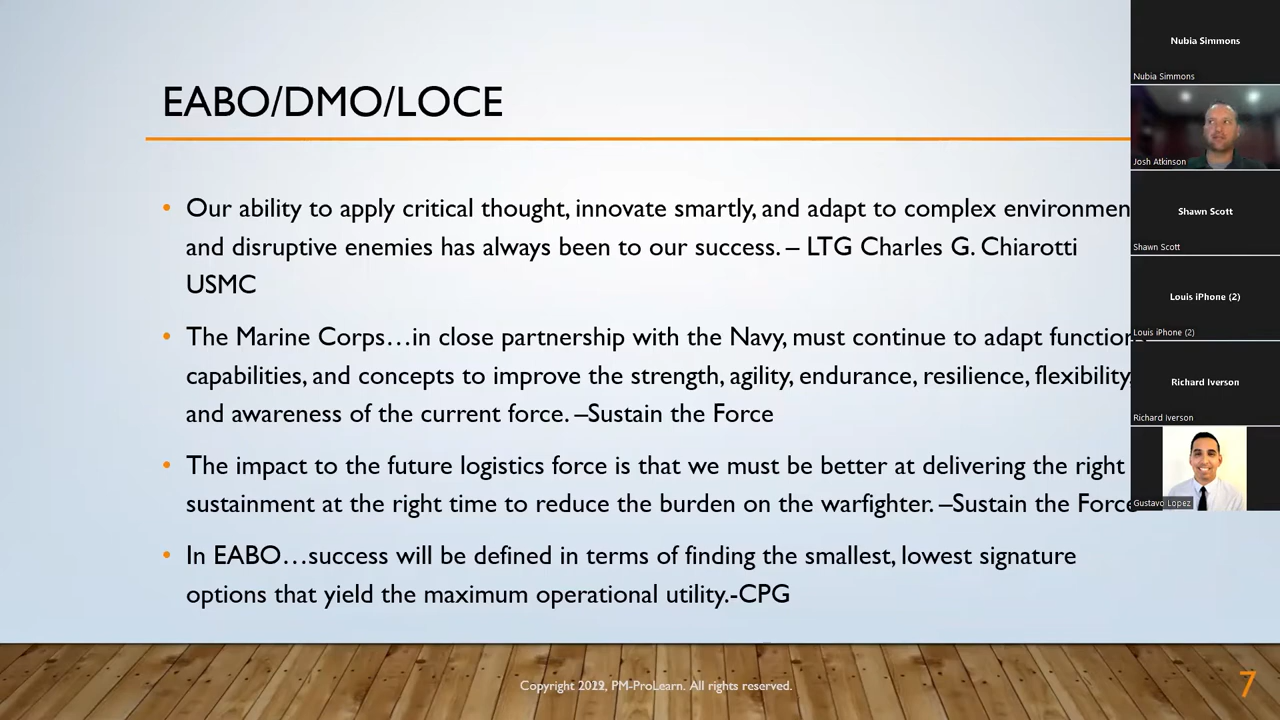 EABO/DMO/LOCE
• Our ability to apply critical thought, innovate smartly, and adapt to complex environmen
and disruptive enemies has always been to our success. – LTG Charles G. Chiarotti
USMC
• The Marine Corps…in close partnership with the Navy, must continue to adapt function
capabilities, and concepts to improve the strength, agility, endurance, resilience, flexibility,
and awareness of the current force. –Sustain the Force
• The impact to the future logistics force is that we must be better at delivering the right
sustainment at the right time to reduce the burden on the warfighter. –Sustain the Force
• In EABO…success will be defined in terms of finding the smallest, lowest signature
options that yield the maximum operational utility.-CPG
Copyright PM-ProLearn. All rights reserved.
7
Nubia Simmons
Nubia Simmons
Josh Atkinson
Shawn Scott
Shawn Scott
Louis iPhone (2)
Louis iPhone (2)
Richard Iverson
Richard Iverson
Gustavo Lopez